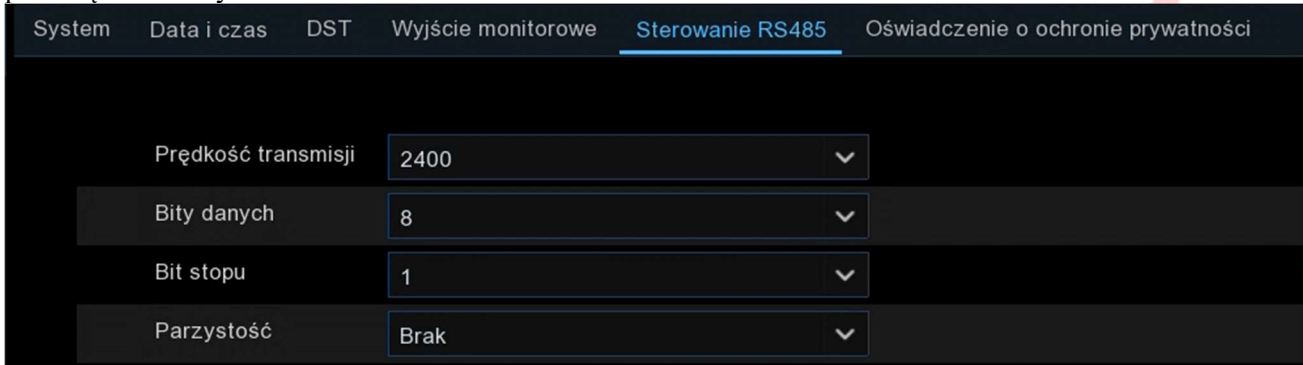 System Data i czas DST Wyjście monitorowe Sterowanie RS485 Oświadczenie o ochronie prywatności
Prędkość transmisji 2400
Bity danych 8
Bit stopu 1
Parzystość Brak